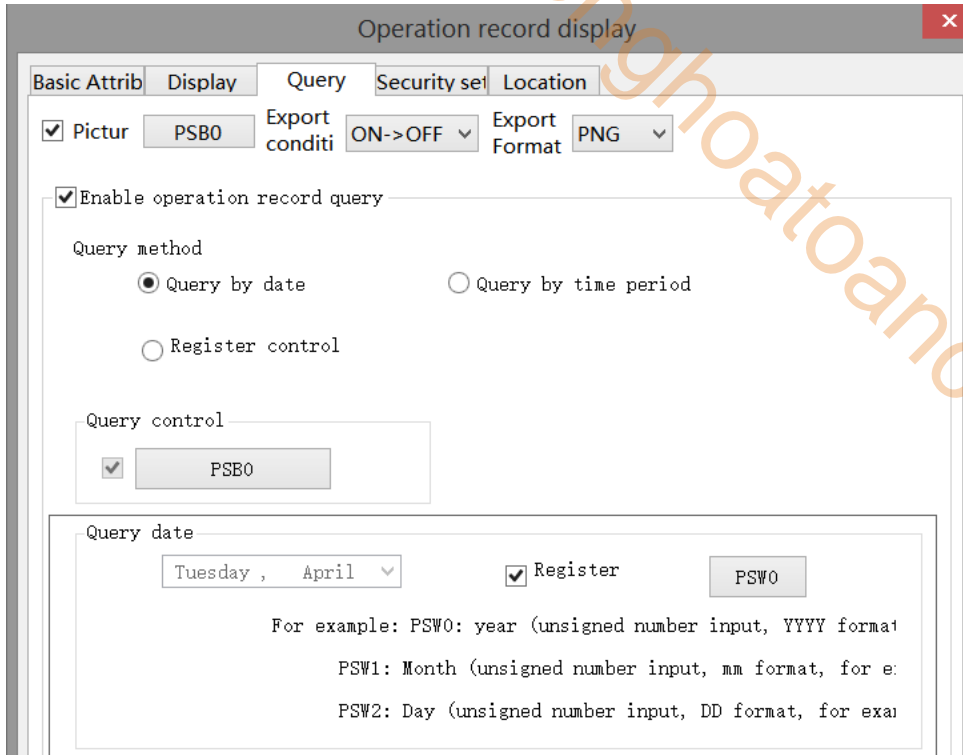 Operation record display
Basic Attrib Display Query Security set Location
Pictur PSB0 Export conditi ON->OFF Export Format PNG
Enable operation record query
Query method
Query by date Query by time period
Register control
Query control
PSB0
Query date
Tuesday , April Register PSW0
For example: PSW0: year (unsigned number input, YYYY format
PSW1: Month (unsigned number input, mm format, for e
PSW2: Day (unsigned number input, DD format, for exam
nghoatoano